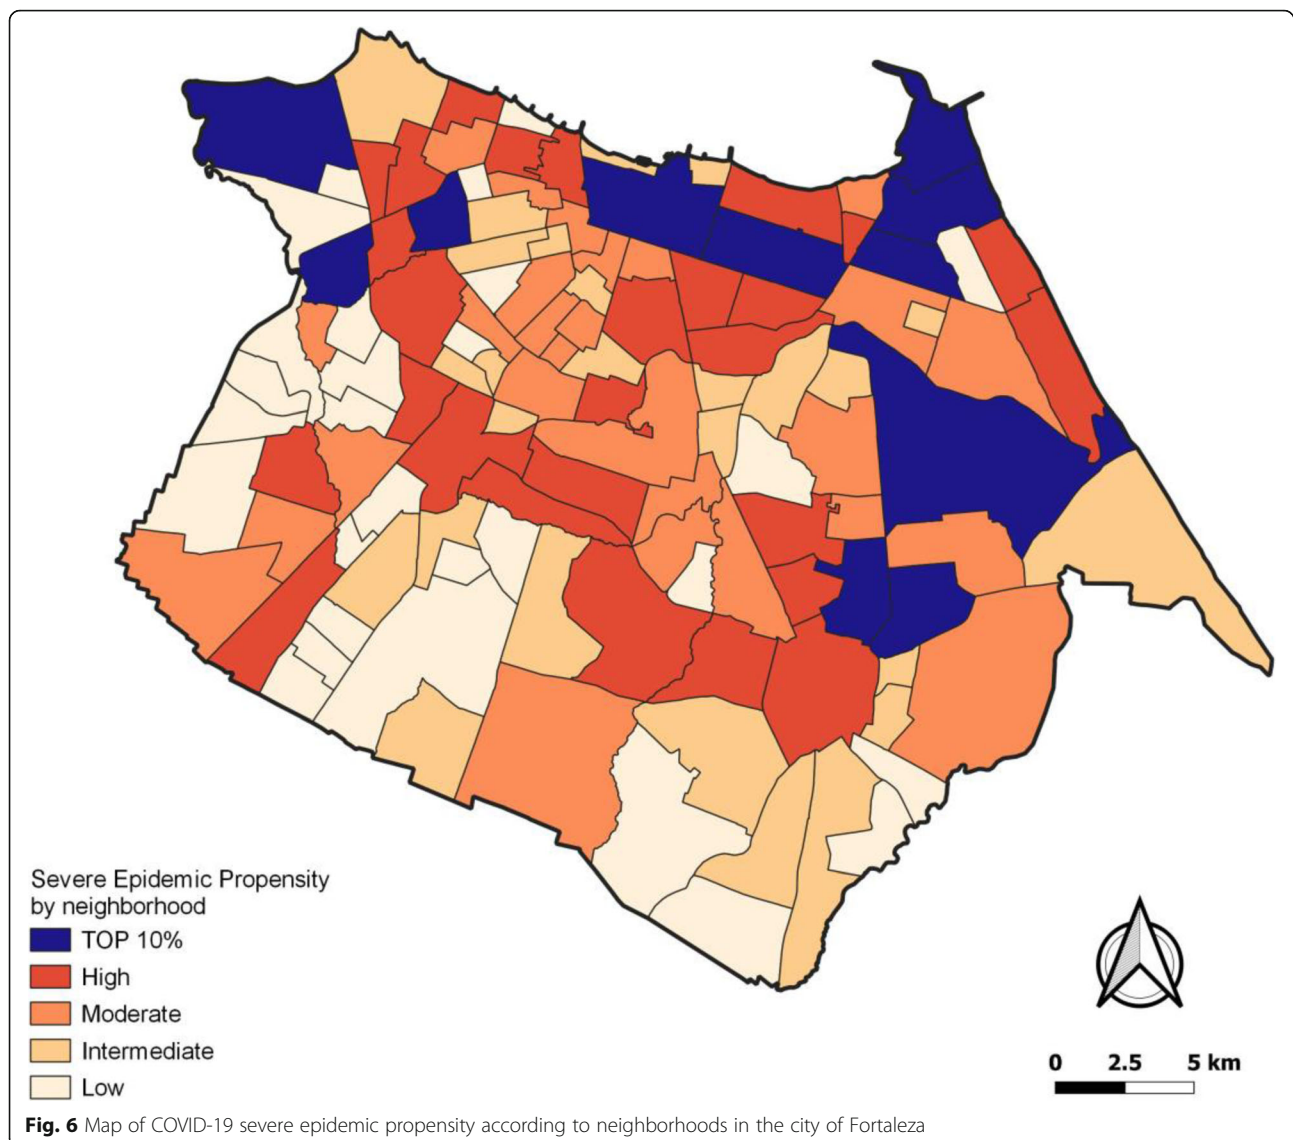 Severe Epidemic Propensity
by neighborhood
TOP 10%
High
Moderate
Intermediate
Low
0 2.5 5 km
Fig. 6 Map of COVID-19 severe epidemic propensity according to neighborhoods in the city of Fortaleza